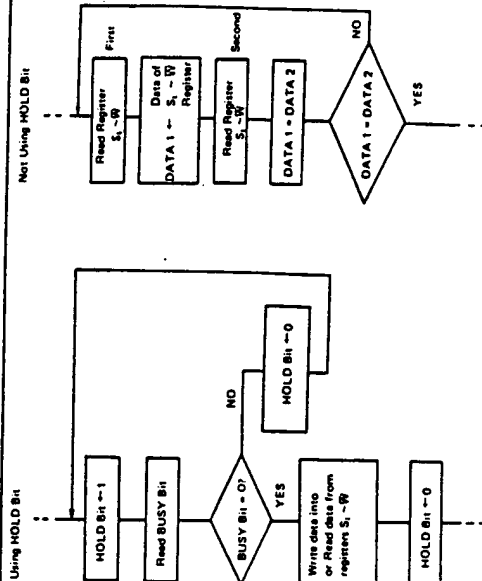 Using HOLD Bit
HOLD Bit ←1
Read BUSY Bit
BUSY Bit = 0?
NO
HOLD Bit ←0
YES
Write data into
or Read data from
registers S₁ ~ W̅
HOLD Bit ←0
Not Using HOLD Bit
Read Register
S₁ ~ W̅
First
DATA 1 ← Data of
S₁ ~ W̅
Register
Read Register
S₁ ~ W̅
Second
DATA 1 = DATA 2
DATA 1 = DATA 2
NO
YES